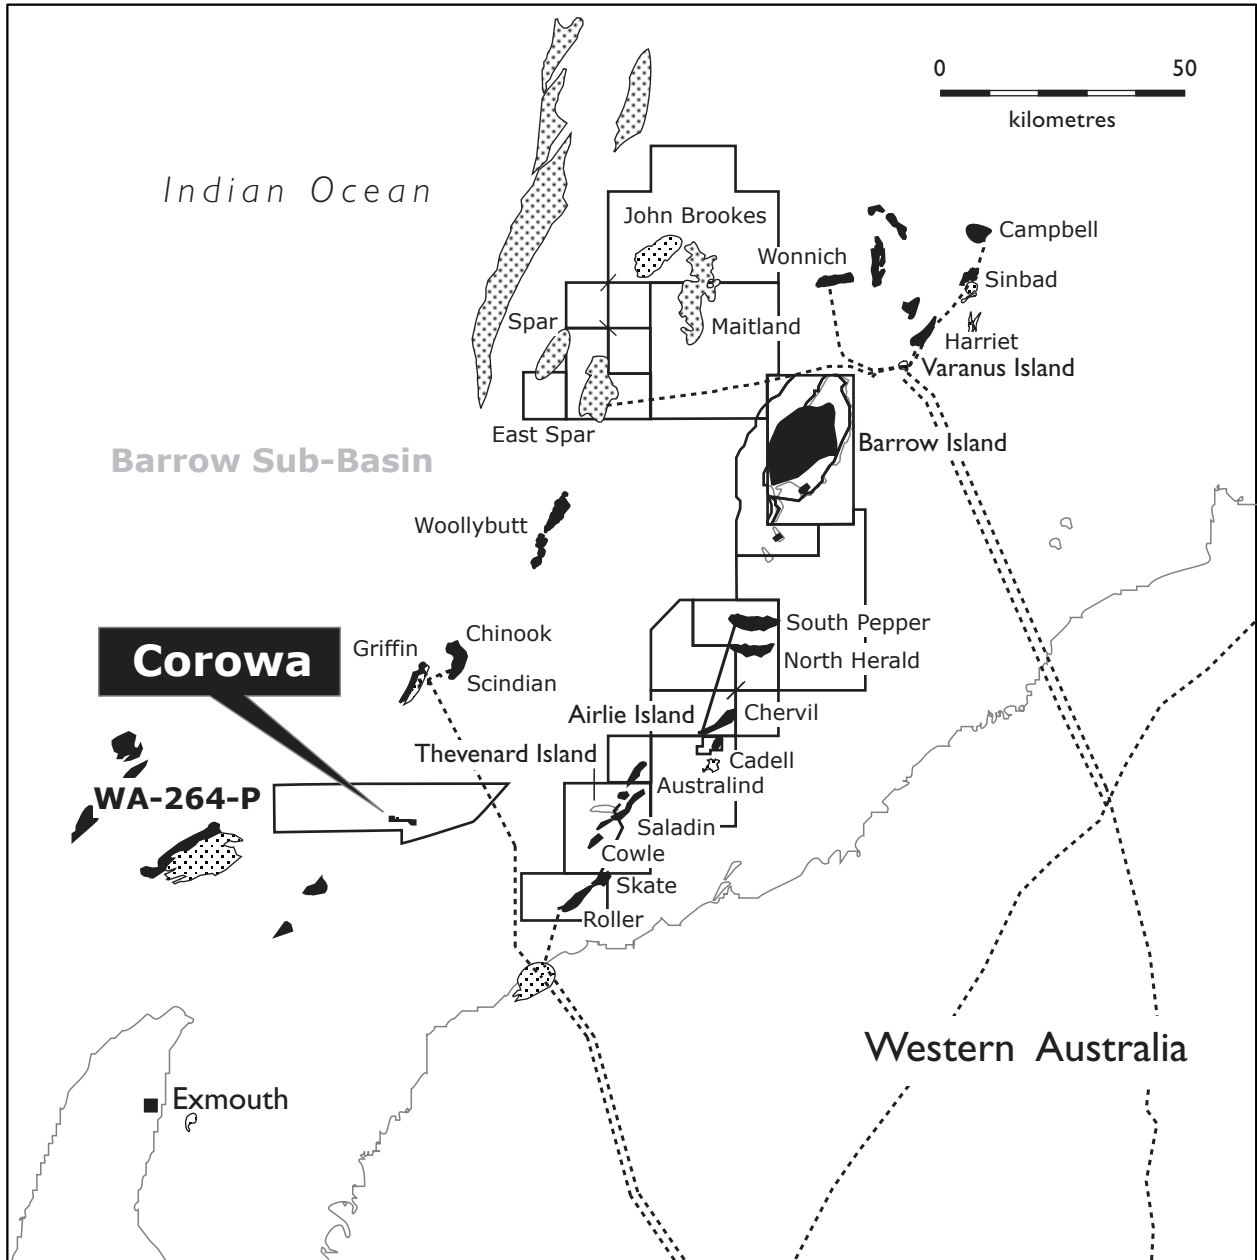 0 50
kilometres
Indian Ocean
John Brookes
Campbell
Wonnich
Sinbad
Spar
Maitland
Harriet
Varanus Island
East Spar
Barrow Island
Barrow Sub-Basin
Woollybutt
South Pepper
Chinook
Griffin
North Herald
Corowa
Scindian
Airlie Island
Chervil
Thevenard Island
Cadell
Australind
WA-264-P
Saladin
Cowle
Skate
Roller
Western Australia
Exmouth